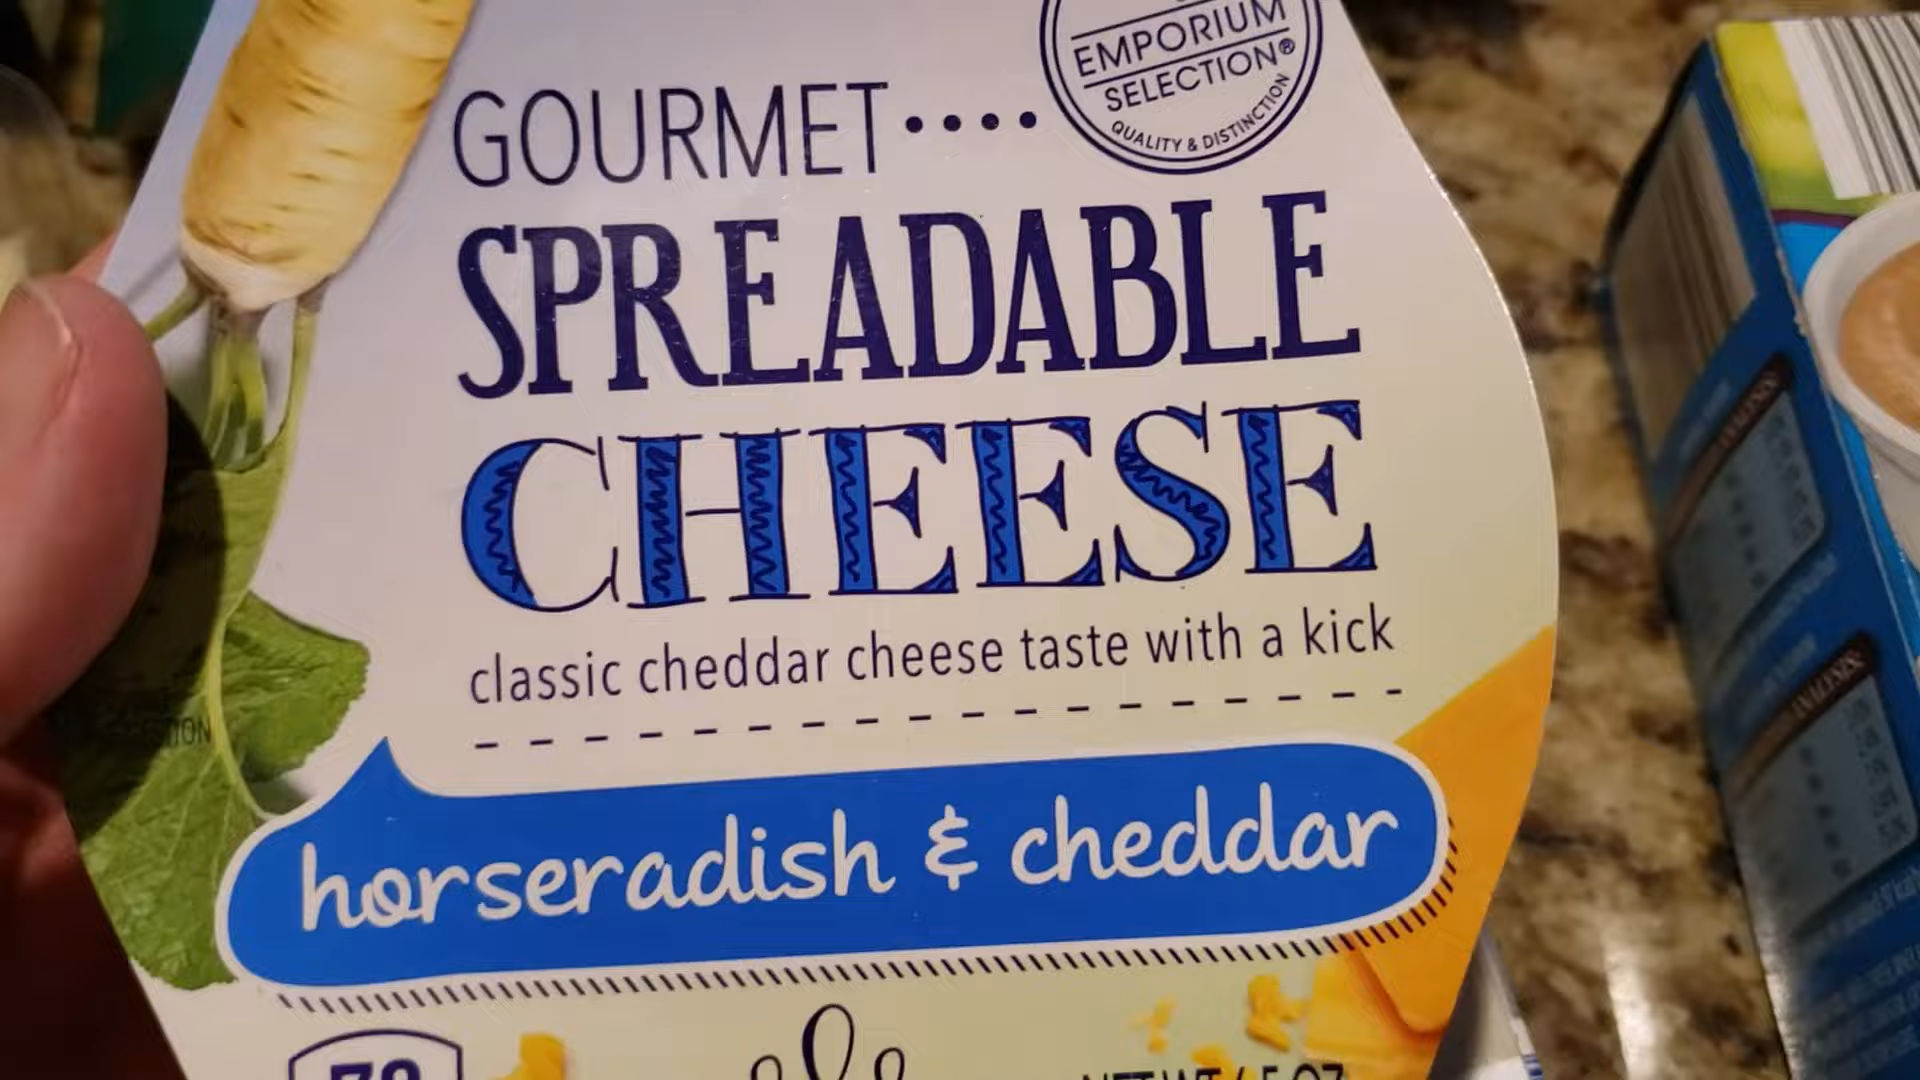 EMPORIUM
SELECTION®
QUALITY & DISTINCTION
GOURMET
SPREADABLE
CHEESE
classic cheddar cheese taste with a kick
horseradish & cheddar